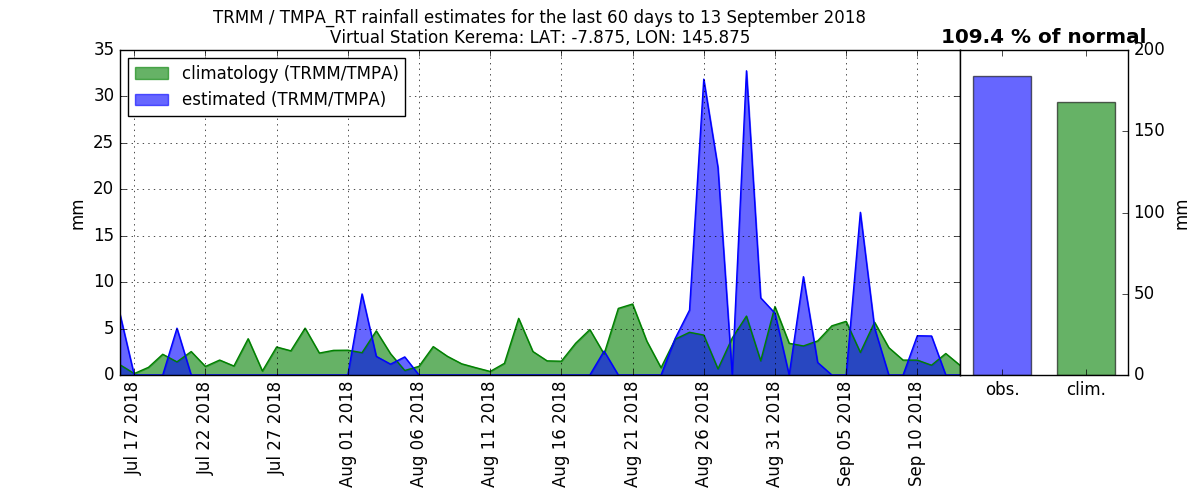 TRMM / TMPA_RT rainfall estimates for the last 60 days to 13 September 2018
Virtual Station Kerema: LAT: -7.875, LON: 145.875
109.4 % of normal
climatology (TRMM/TMPA)
estimated (TRMM/TMPA)
35
30
25
20
15
10
5
0
mm
Jul 17 2018
Jul 22 2018
Jul 27 2018
Aug 01 2018
Aug 06 2018
Aug 11 2018
Aug 16 2018
Aug 21 2018
Aug 26 2018
Aug 31 2018
Sep 05 2018
Sep 10 2018
obs.
clim.
200
150
100
50
0
mm